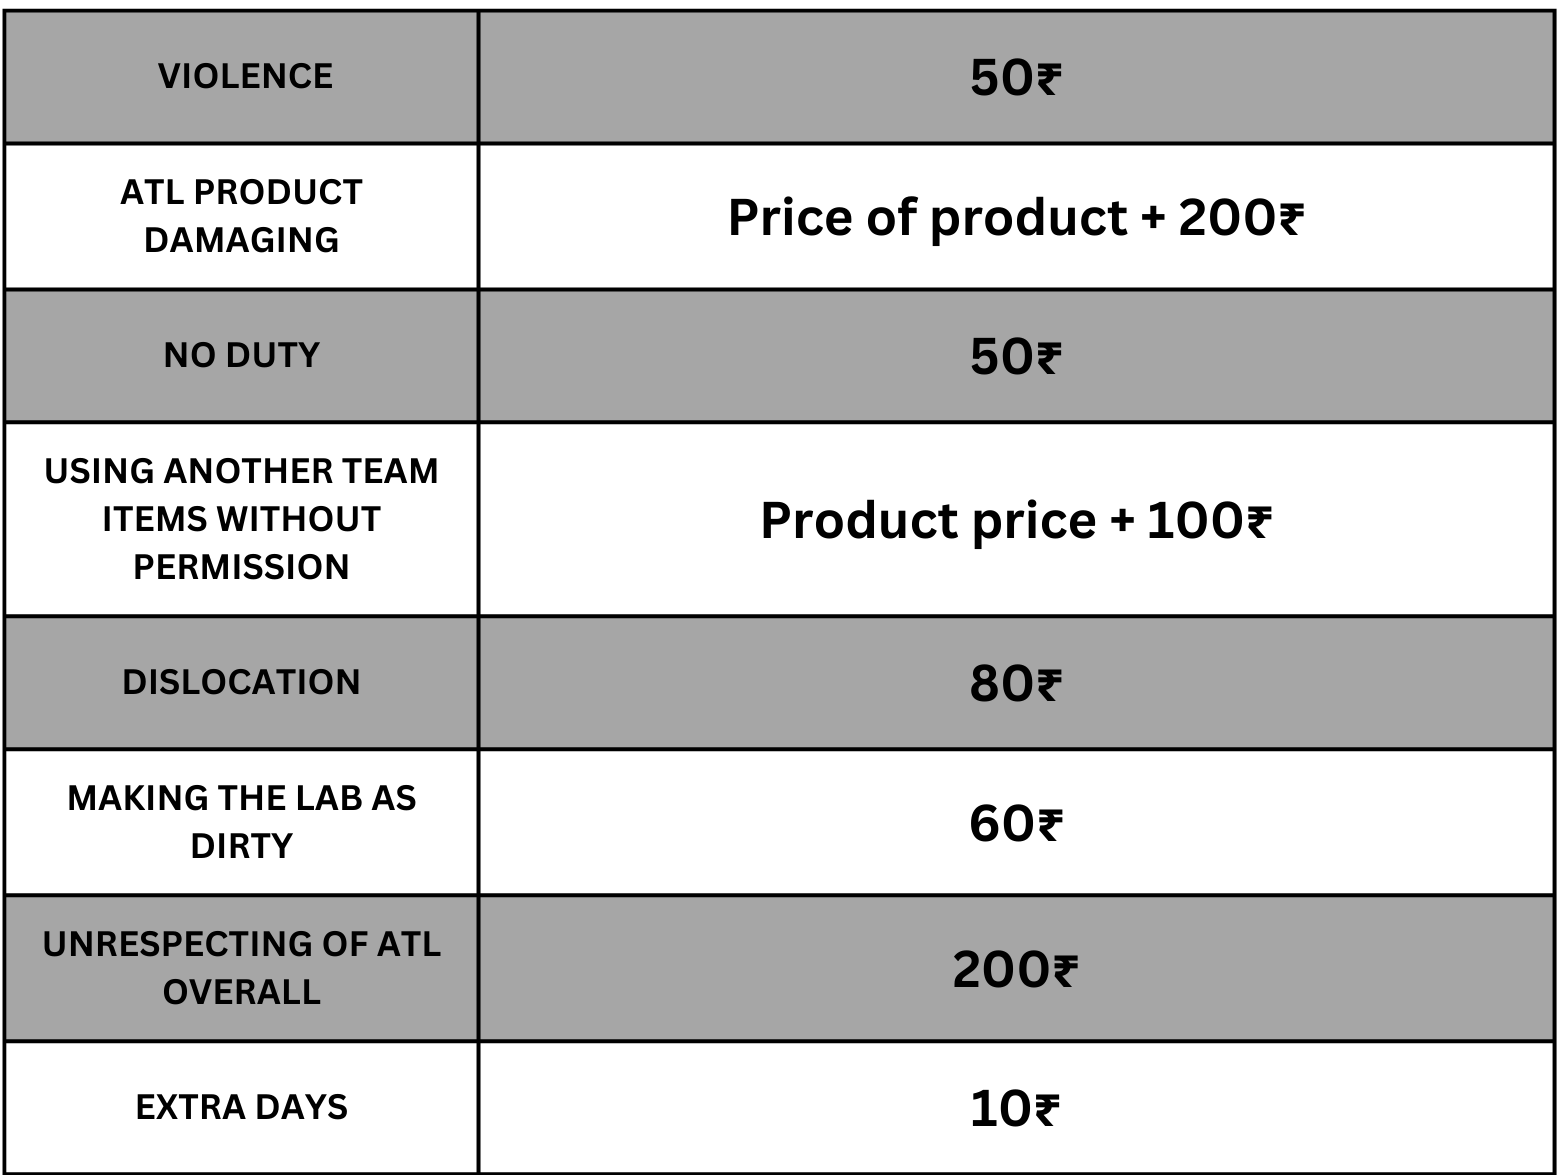 VIOLENCE
50₹
ATL PRODUCT
DAMAGING
Price of product + 200₹
NO DUTY
50₹
USING ANOTHER TEAM
ITEMS WITHOUT
PERMISSION
Product price + 100₹
DISLOCATION
80₹
MAKING THE LAB AS
DIRTY
60₹
UNRESPECTING OF ATL
OVERALL
200₹
EXTRA DAYS
10₹